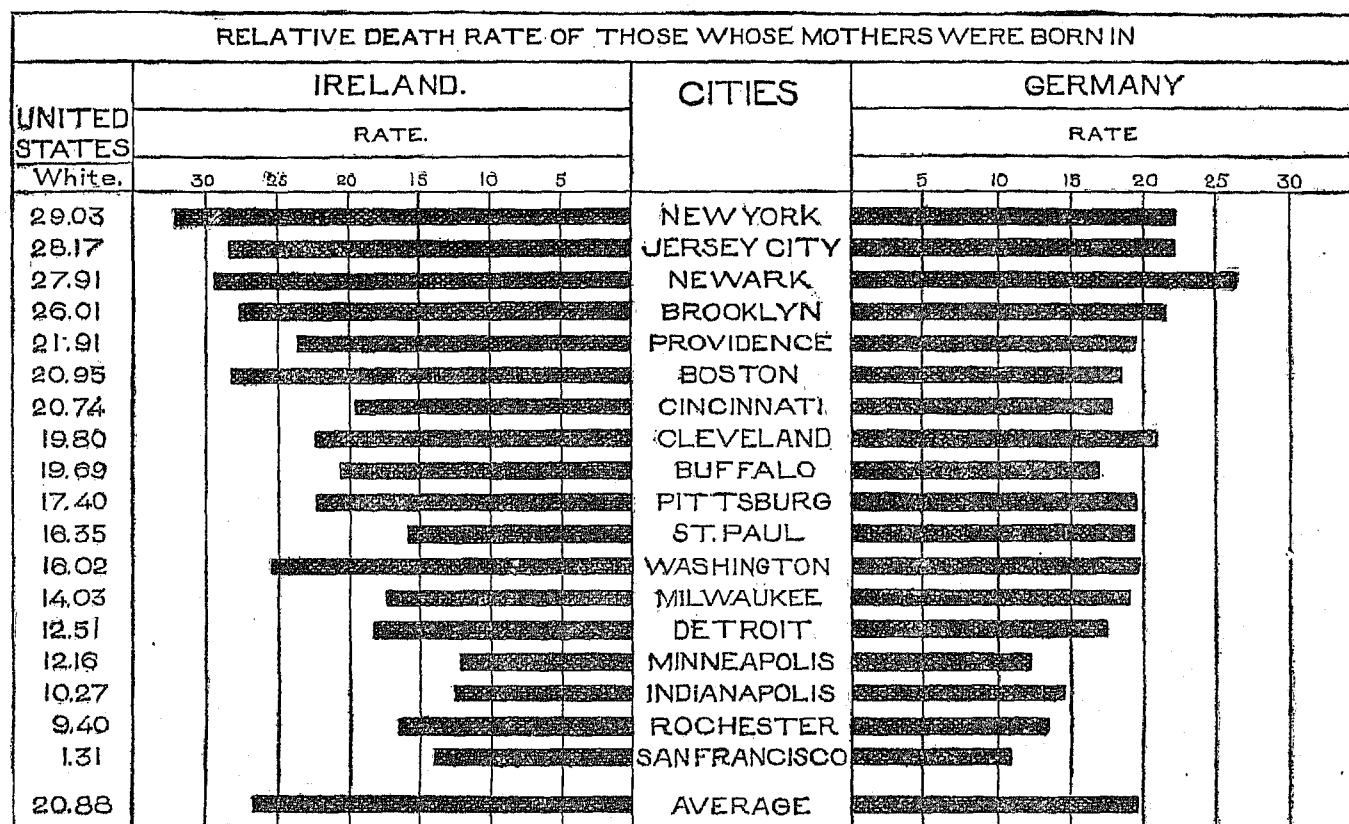 RELATIVE DEATH RATE OF THOSE WHOSE MOTHERS WERE BORN IN
UNITED STATES IRELAND. CITIES GERMANY
RATE. RATE
White. 30 25 20 15 10 5 5 10 15 20 25 30
29.03 NEW YORK
28.17 JERSEY CITY
27.91 NEWARK
26.01 BROOKLYN
21.91 PROVIDENCE
20.95 BOSTON
20.74 CINCINNATI
19.80 CLEVELAND
19.69 BUFFALO
17.40 PITTSBURG
16.35 ST. PAUL
16.02 WASHINGTON
14.03 MILWAUKEE
12.51 DETROIT
12.16 MINNEAPOLIS
10.27 INDIANAPOLIS
9.40 ROCHESTER
1.31 SAN FRANCISCO
20.88 AVERAGE